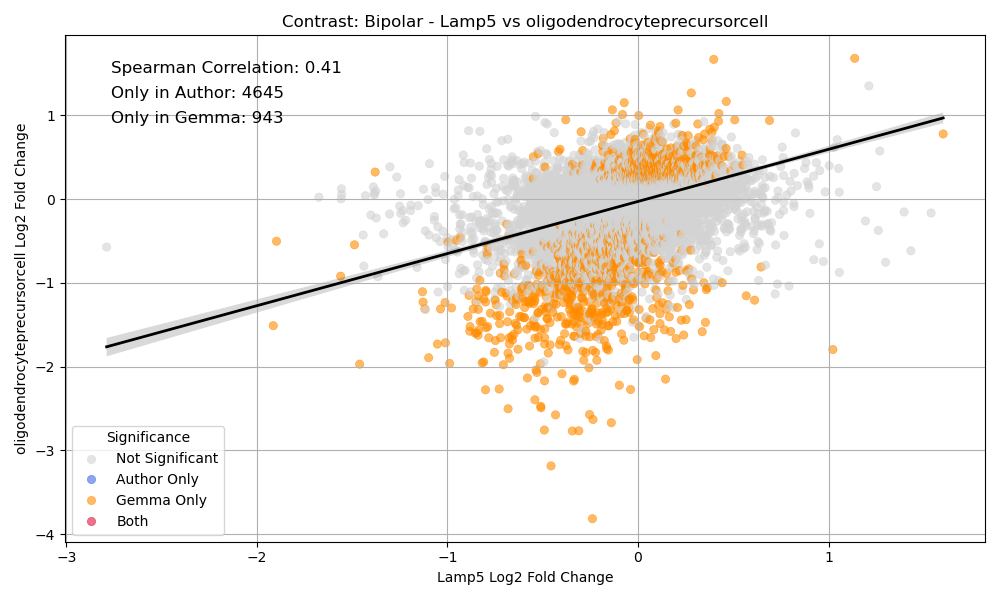 Contrast: Bipolar - Lamp5 vs oligodendrocyteprecursorcell
Spearman Correlation: 0.41
Only in Author: 4645
Only in Gemma: 943
oligodendrocyteprecursorcell Log2 Fold Change
1
0
−1
−2
−3
−4
Significance
Not Significant
Author Only
Gemma Only
Both
−3 −2 −1 0 1
Lamp5 Log2 Fold Change